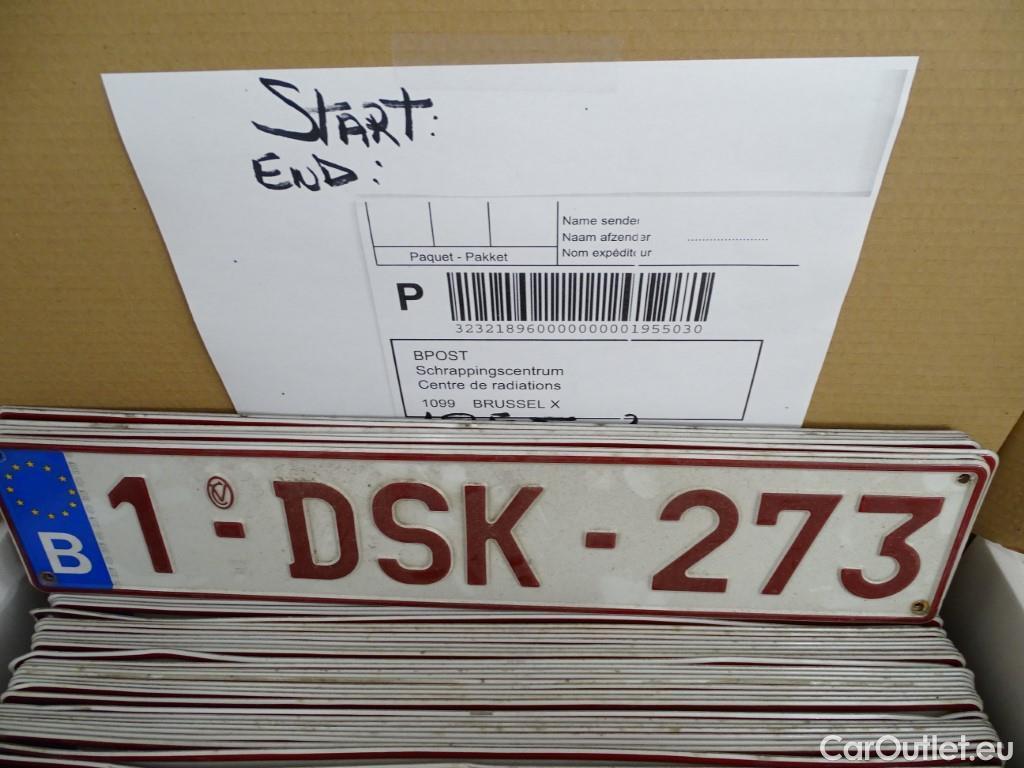 START:
END:
Name sender
Naam afzender ........................
Nom expéditeur
Paquet - Pakket
P
3232189600000000001955030
BPOST
Schrappingscentrum
Centre de radiations
1099 BRUSSEL X
B 1-DSK-273
CarOutlet.eu